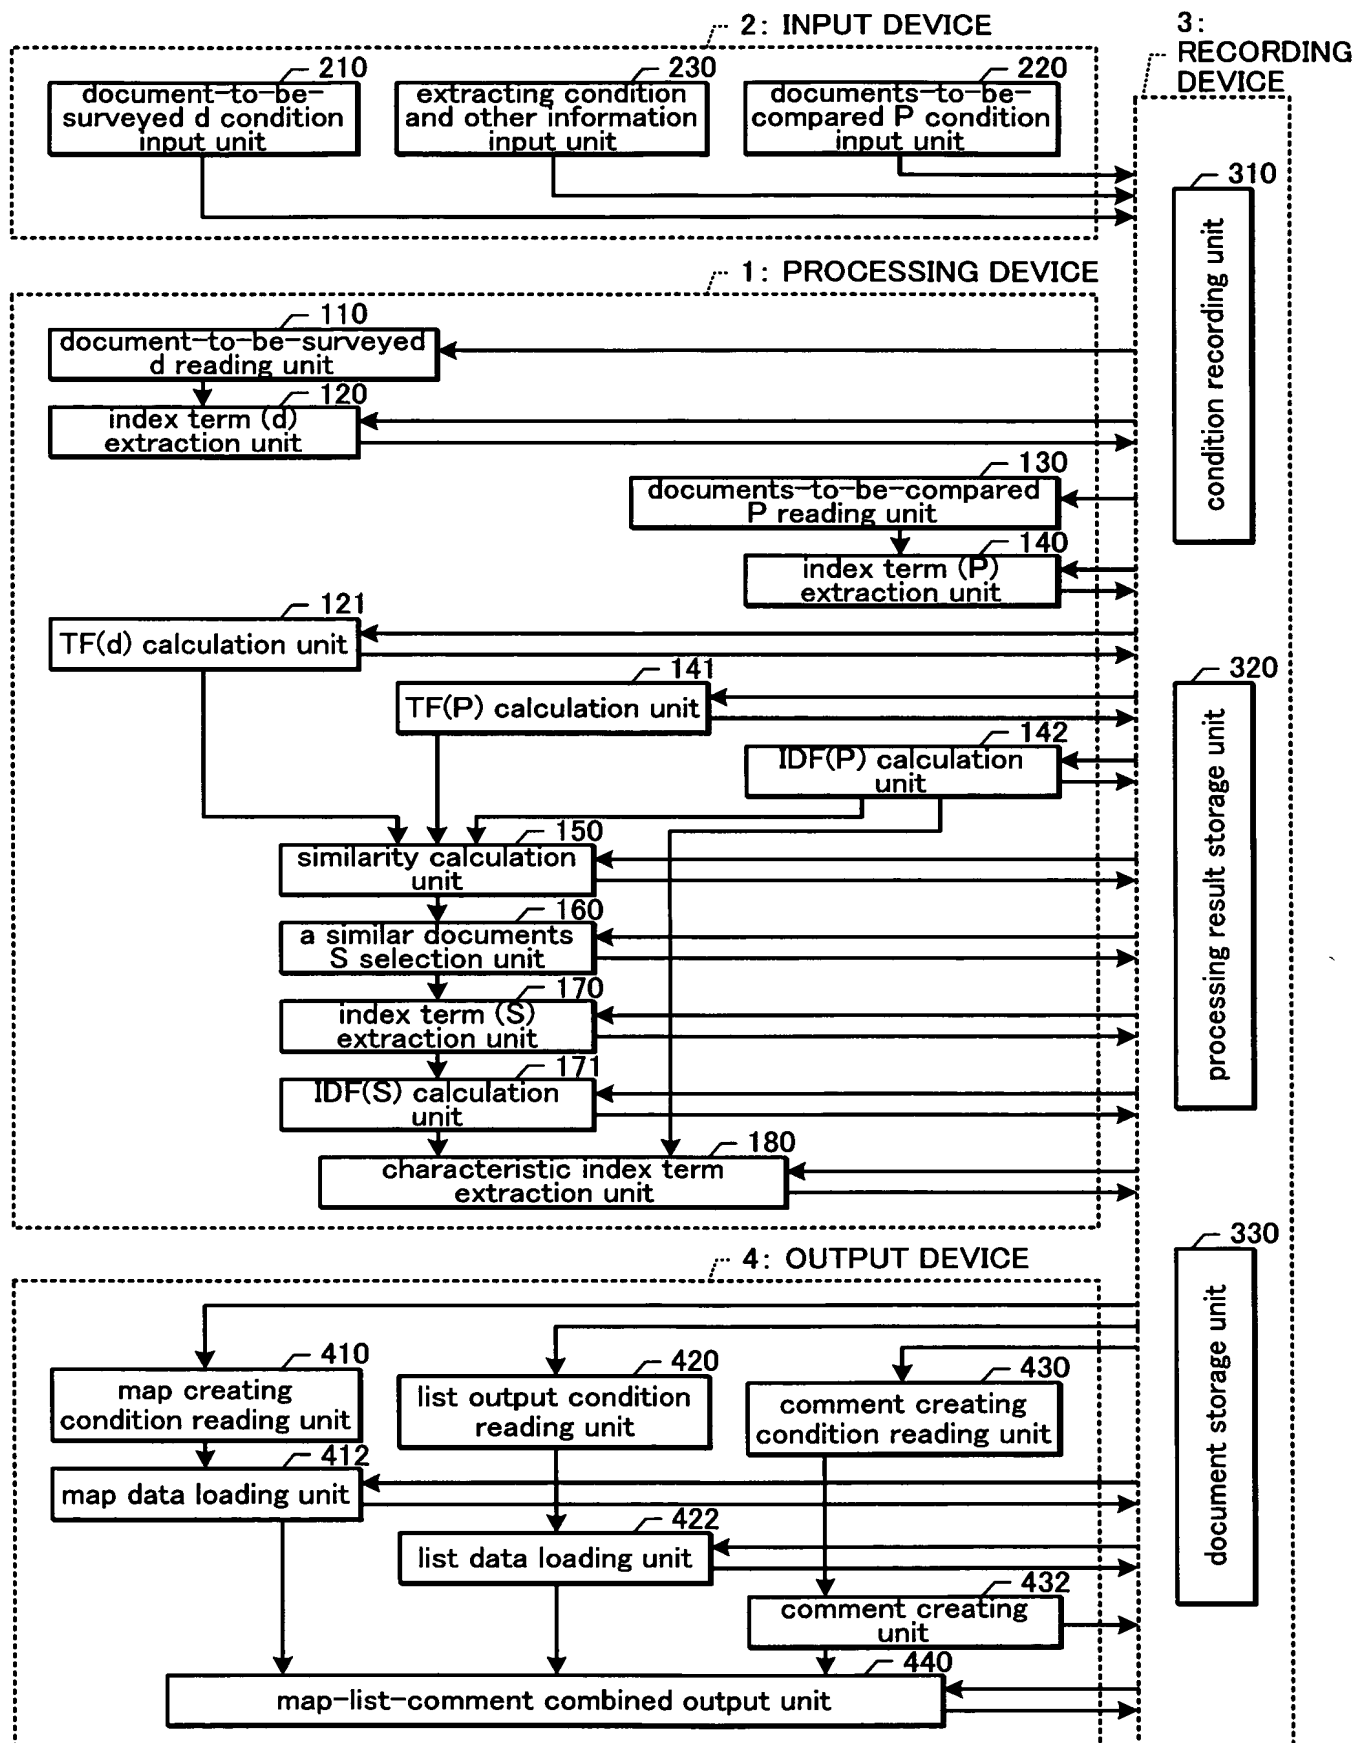 2: INPUT DEVICE
3:
RECORDING
DEVICE
210
document-to-be-
surveyed d condition
input unit
230
extracting condition
and other information
input unit
220
documents-to-be-
compared P condition
input unit
310
condition recording unit
1: PROCESSING DEVICE
110
document-to-be-surveyed
d reading unit
120
index term (d)
extraction unit
130
documents-to-be-compared
P reading unit
140
index term (P)
extraction unit
121
TF(d) calculation unit
141
TF(P) calculation unit
142
IDF(P) calculation
unit
320
processing result storage unit
150
similarity calculation
unit
160
a similar documents
S selection unit
170
index term (S)
extraction unit
171
IDF(S) calculation
unit
180
characteristic index term
extraction unit
4: OUTPUT DEVICE
330
document storage unit
410
map creating
condition reading unit
420
list output condition
reading unit
430
comment creating
condition reading unit
412
map data loading unit
422
list data loading unit
432
comment creating
unit
440
map-list-comment combined output unit